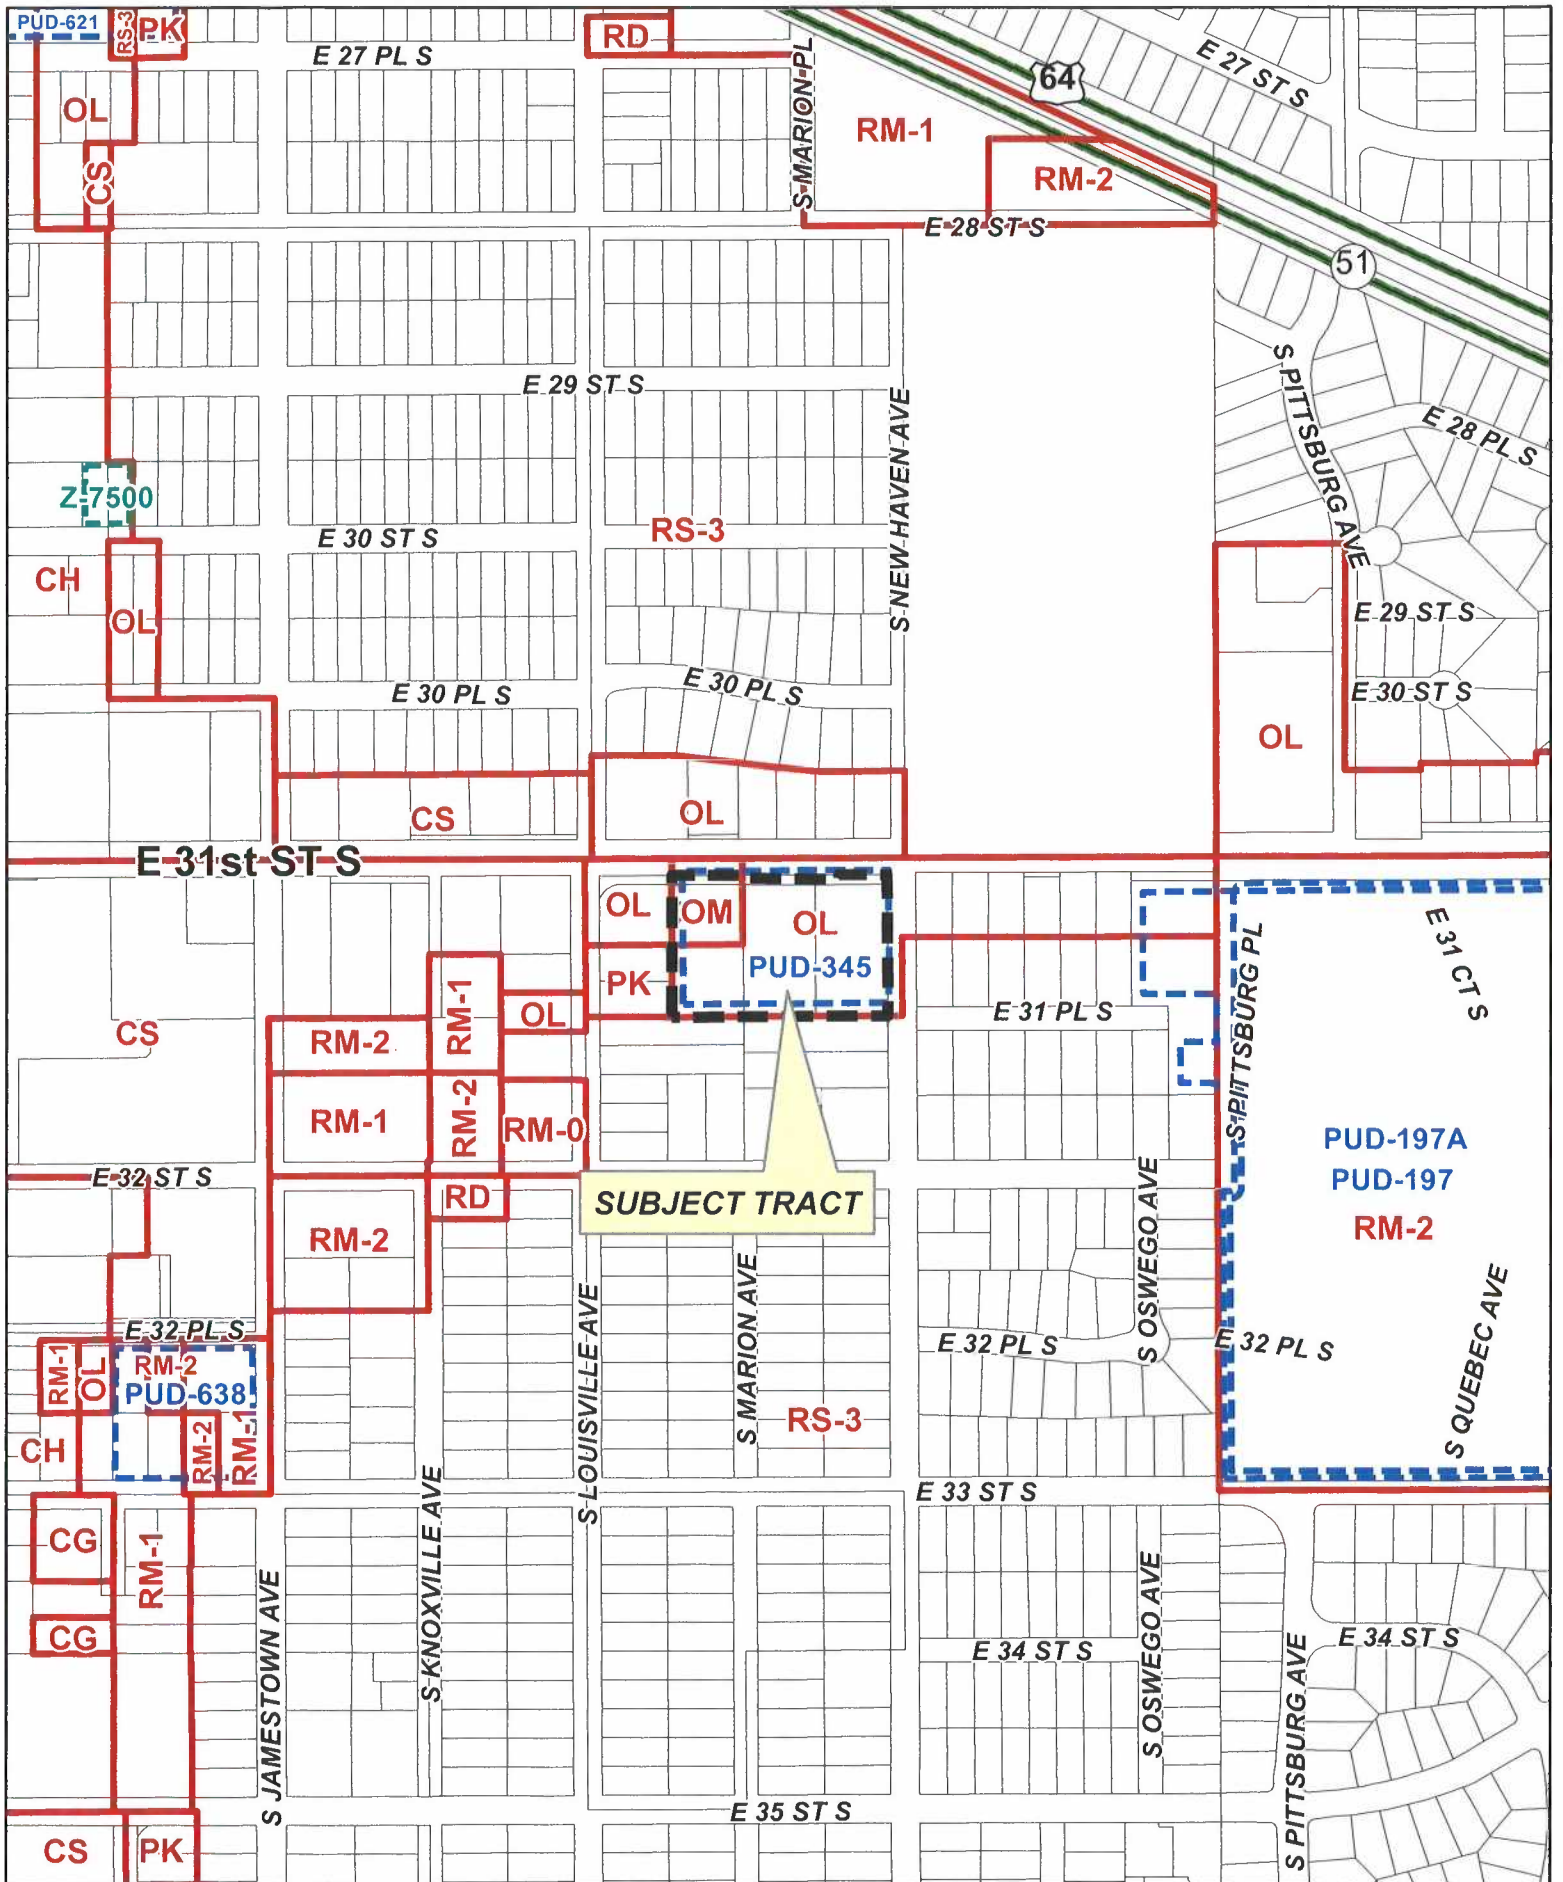 PUD-621
RS-3
PK
E 27 PL S
RD
S MARION PL
64
E 27 ST S
OL
CS
RM-1
RM-2
E 28 ST S
51
E 29 ST S
S PITTSBURG AVE
E 28 PL S
S NEW HAVEN AVE
Z-7500
E 30 ST S
RS-3
CH
OL
E 29 ST S
E 30 PL S
E 30 PL S
E 30 ST S
OL
CS
OL
E 31st ST S
OL
OM
OL
PUD-345
PK
E 31 CT S
S PITTSBURG PL
RM-1
OL
E 31 PL S
CS
RM-2
RM-1
RM-2
RM-0
PUD-197A
PUD-197
RM-2
E 32 ST S
RD
SUBJECT TRACT
RM-2
S OSWEGO AVE
S LOUISVILLE AVE
S MARION AVE
E 32 PL S
E 32 PL S
E 32 PL S
S QUEBEC AVE
RM-1
OL
RM-2
PUD-638
RS-3
CH
RM-2
RM-1
E 33 ST S
S KNOXVILLE AVE
CG
RM-1
CG
S JAMESTOWN AVE
E 34 ST S
S OSWEGO AVE
S PITTSBURG AVE
E 34 ST S
E 35 ST S
CS
PK